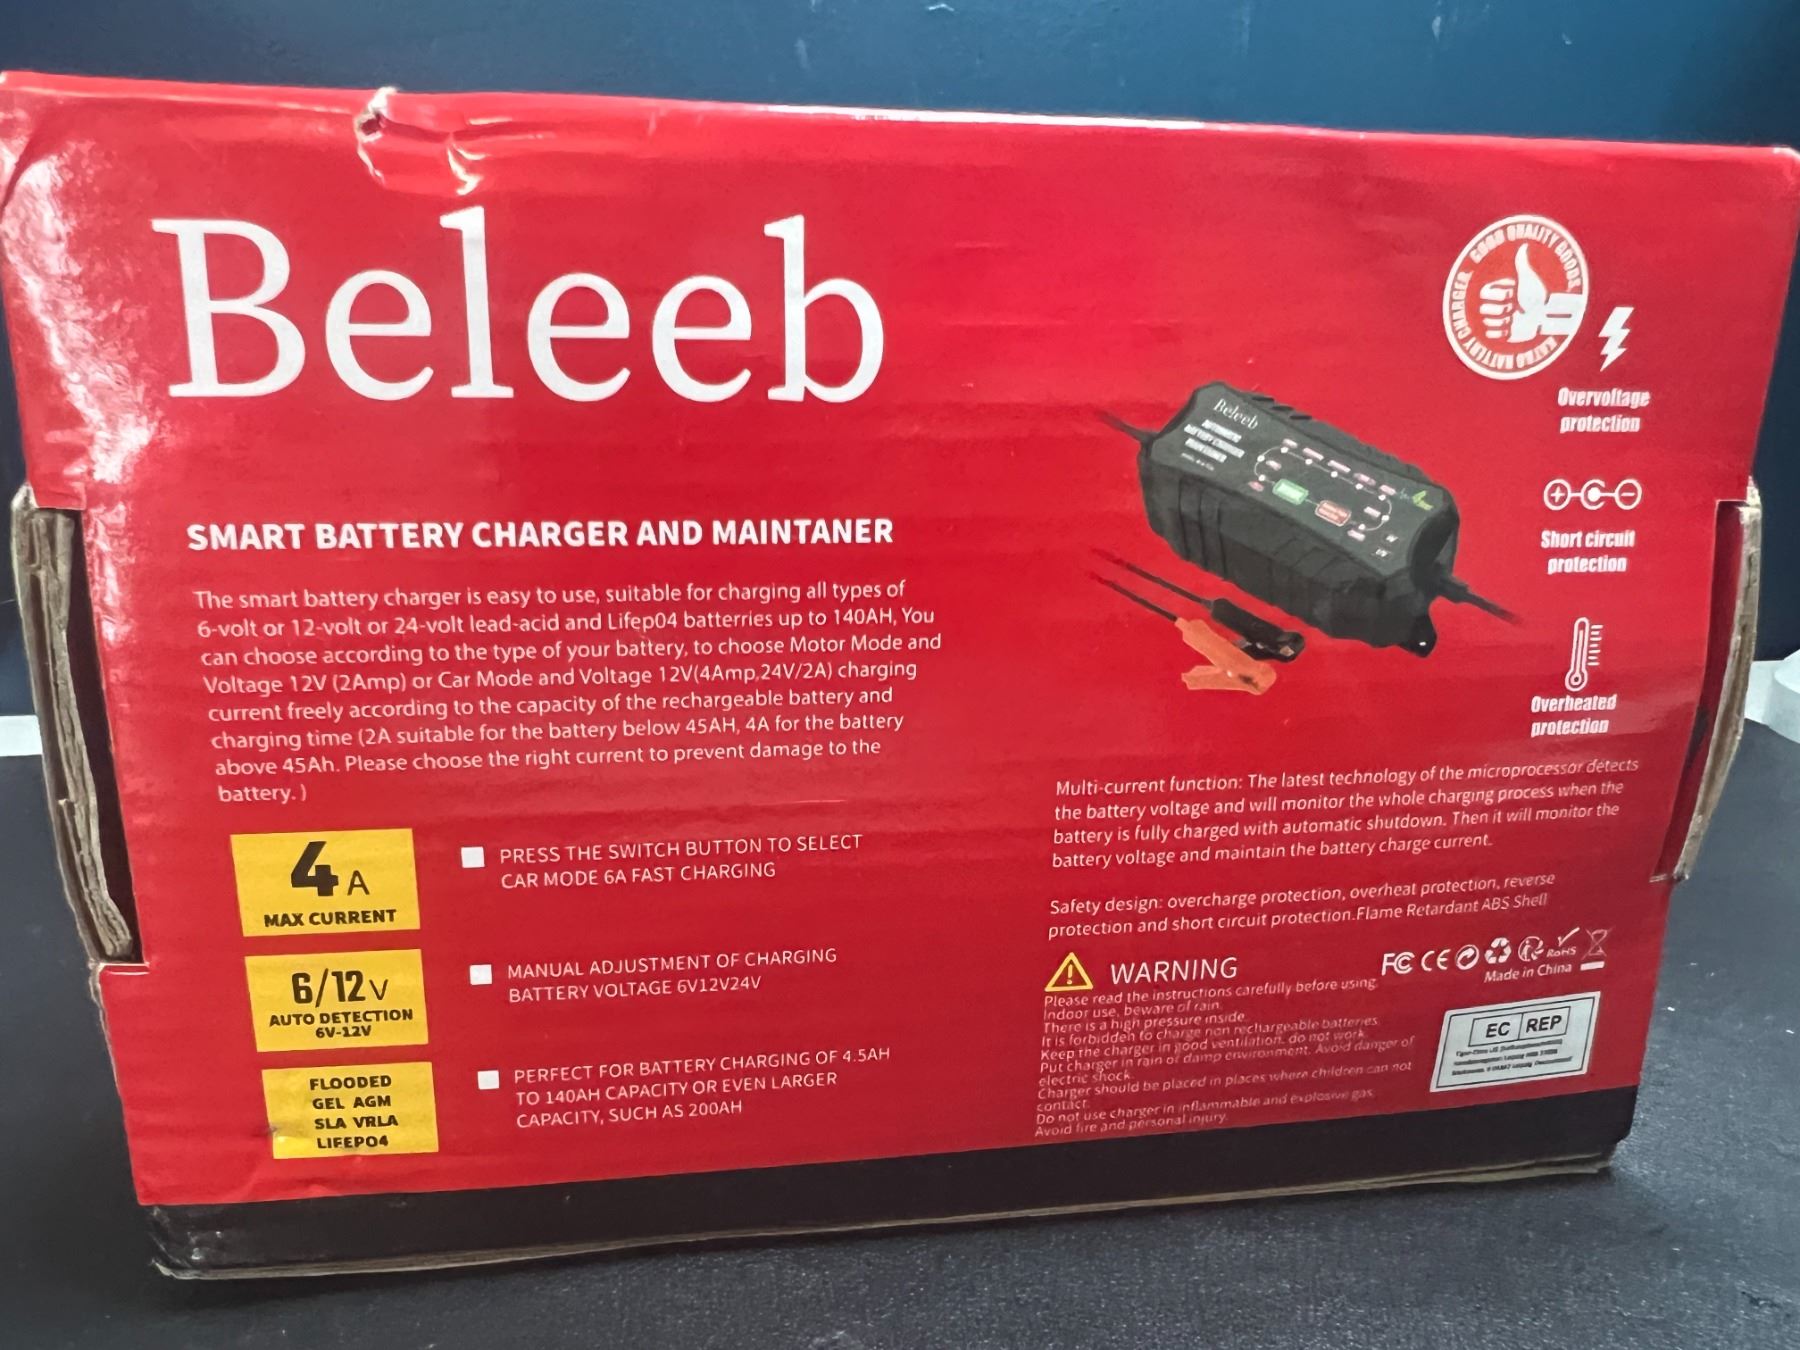 Beleeb
SMART BATTERY CHARGER AND MAINTANER
The smart battery charger is easy to use, suitable for charging all types of
6-volt or 12-volt or 24-volt lead-acid and Lifep04 batterries up to 140AH, You
can choose according to the type of your battery, to choose Motor Mode and
Voltage 12V (2Amp) or Car Mode and Voltage 12V(4Amp,24V/2A) charging
current freely according to the capacity of the rechargeable battery and
charging time (2A suitable for the battery below 45AH, 4A for the battery
above 45Ah. Please choose the right current to prevent damage to the
battery. )
4 A
MAX CURRENT
PRESS THE SWITCH BUTTON TO SELECT
CAR MODE 6A FAST CHARGING
6/12V
AUTO DETECTION
6V-12V
MANUAL ADJUSTMENT OF CHARGING
BATTERY VOLTAGE 6V12V24V
FLOODED
GEL AGM
SLA VRLA
LIFEPO4
PERFECT FOR BATTERY CHARGING OF 4.5AH
TO 140AH CAPACITY OR EVEN LARGER
CAPACITY, SUCH AS 200AH
GOOD QUALITY GOODS
BATTERY CHARGER
Beleeb
AUTOMATIC
BATTERY CHARGER
Overvoltage
protection
Short circuit
protection
Overheated
protection
Multi-current function: The latest technology of the microprocessor detects
the battery voltage and will monitor the whole charging process when the
battery is fully charged with automatic shutdown. Then it will monitor the
battery voltage and maintain the battery charge current.
Safety design: overcharge protection, overheat protection, reverse
protection and short circuit protection.Flame Retardant ABS Shell
WARNING
Please read the instructions carefully before using.
Indoor use, beware of rain.
There is a high pressure inside.
It is forbidden to charge non rechargeable batteries.
Keep the charger in good ventilation. do not work.
Put charger in rain or damp environment. Avoid danger of
electric shock.
Charger should be placed in places where children can not
contact.
Do not use charger in inflammable and explosive gas.
Avoid fire and personal injury.
FC CE RoHS
Made in China
EC REP